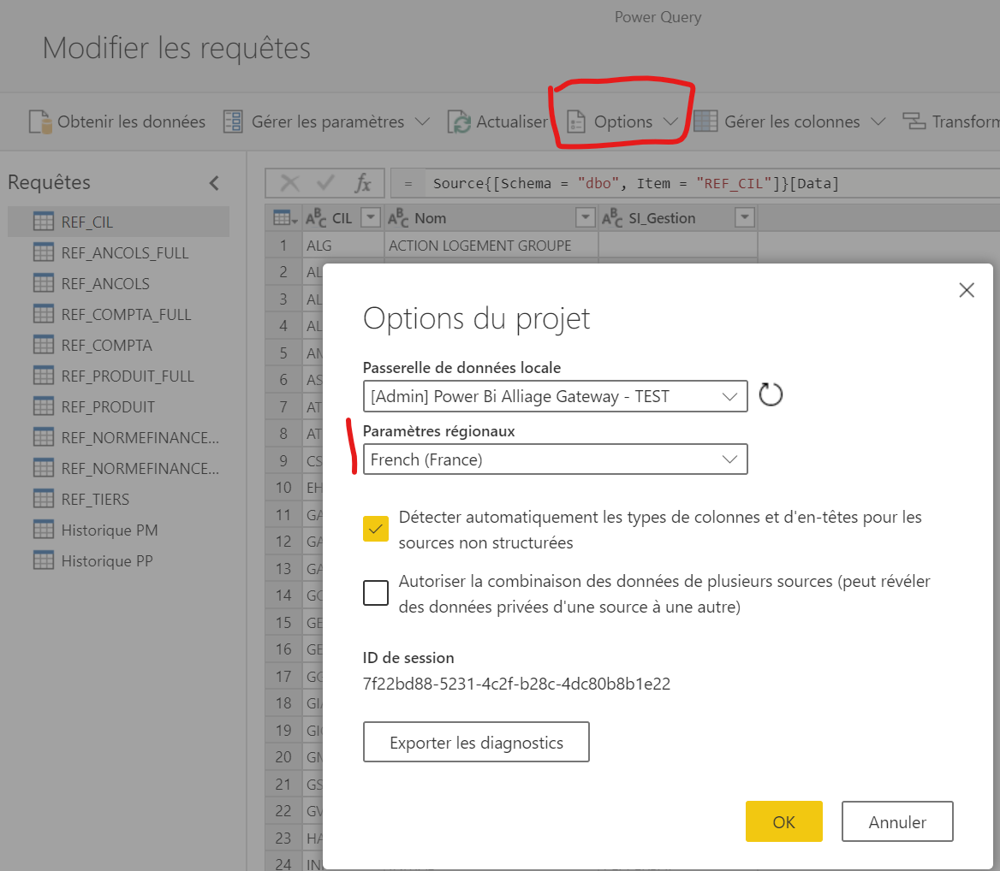 Power Query
Modifier les requêtes
Obtenir les données Gérer les paramètres Actualiser Options Gérer les colonnes Transform
Requêtes
fx = Source{[Schema = "dbo", Item = "REF_CIL"]}[Data]
ABC CIL ABC Nom ABC SI_Gestion
REF_CIL
REF_ANCOLS_FULL
REF_ANCOLS
REF_COMPTA_FULL
REF_COMPTA
REF_PRODUIT_FULL
REF_PRODUIT
REF_NORMEFINANCE...
REF_NORMEFINANCE...
REF_TIERS
Historique PM
Historique PP
1 ALG ACTION LOGEMENT GROUPE
2 AL
3 AL
4 AL
5 AM
6 AS
7 AT
8 AT
9 CS
10 EH
11 GA
12 GA
13 GA
14 GC
15 GE
16 GE
17 GG
18 GI
19 GI
20 GM
21 GS
22 GV
23 HA
24 IN
Options du projet
Passerelle de données locale
[Admin] Power Bi Alliage Gateway - TEST
Paramètres régionaux
French (France)
Détecter automatiquement les types de colonnes et d'en-têtes pour les
sources non structurées
Autoriser la combinaison des données de plusieurs sources (peut révéler
des données privées d'une source à une autre)
ID de session
7f22bd88-5231-4c2f-b28c-4dc80b8b1e22
Exporter les diagnostics
OK Annuler